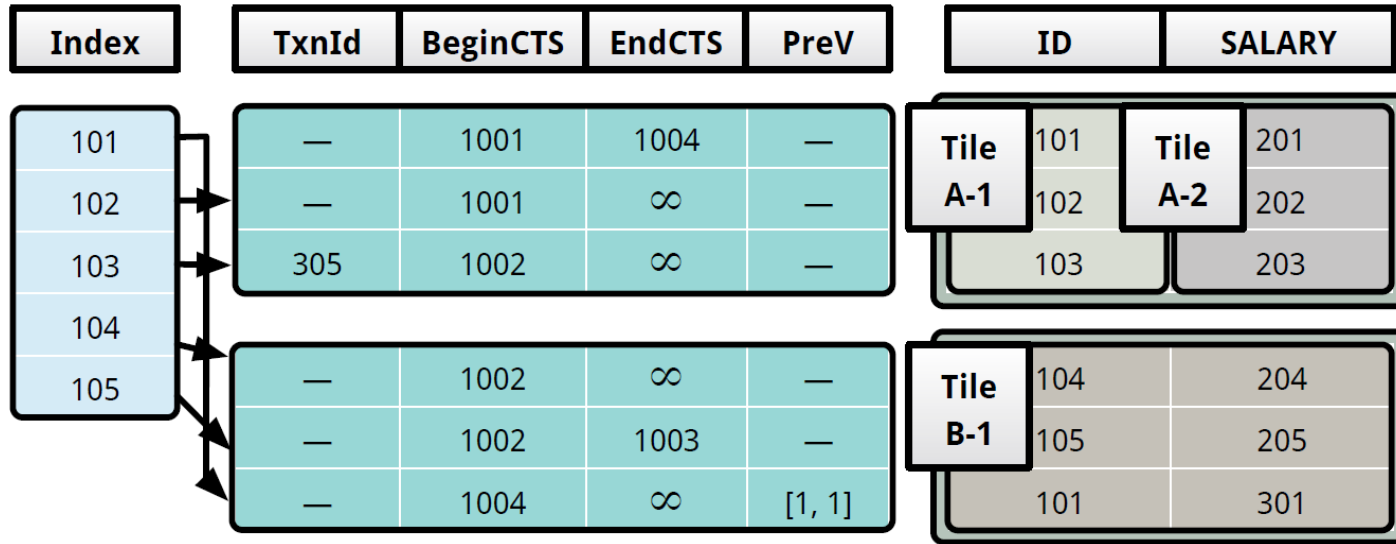 Index TxnId BeginCTS EndCTS PreV ID SALARY
101 — 1001 1004 — Tile A-1 101 Tile A-2 201
102 — 1001 ∞ — 102 202
103 305 1002 ∞ — 103 203
104 — 1002 ∞ — Tile B-1 104 204
105 — 1002 1003 — 105 205
— 1004 ∞ [1, 1] 101 301